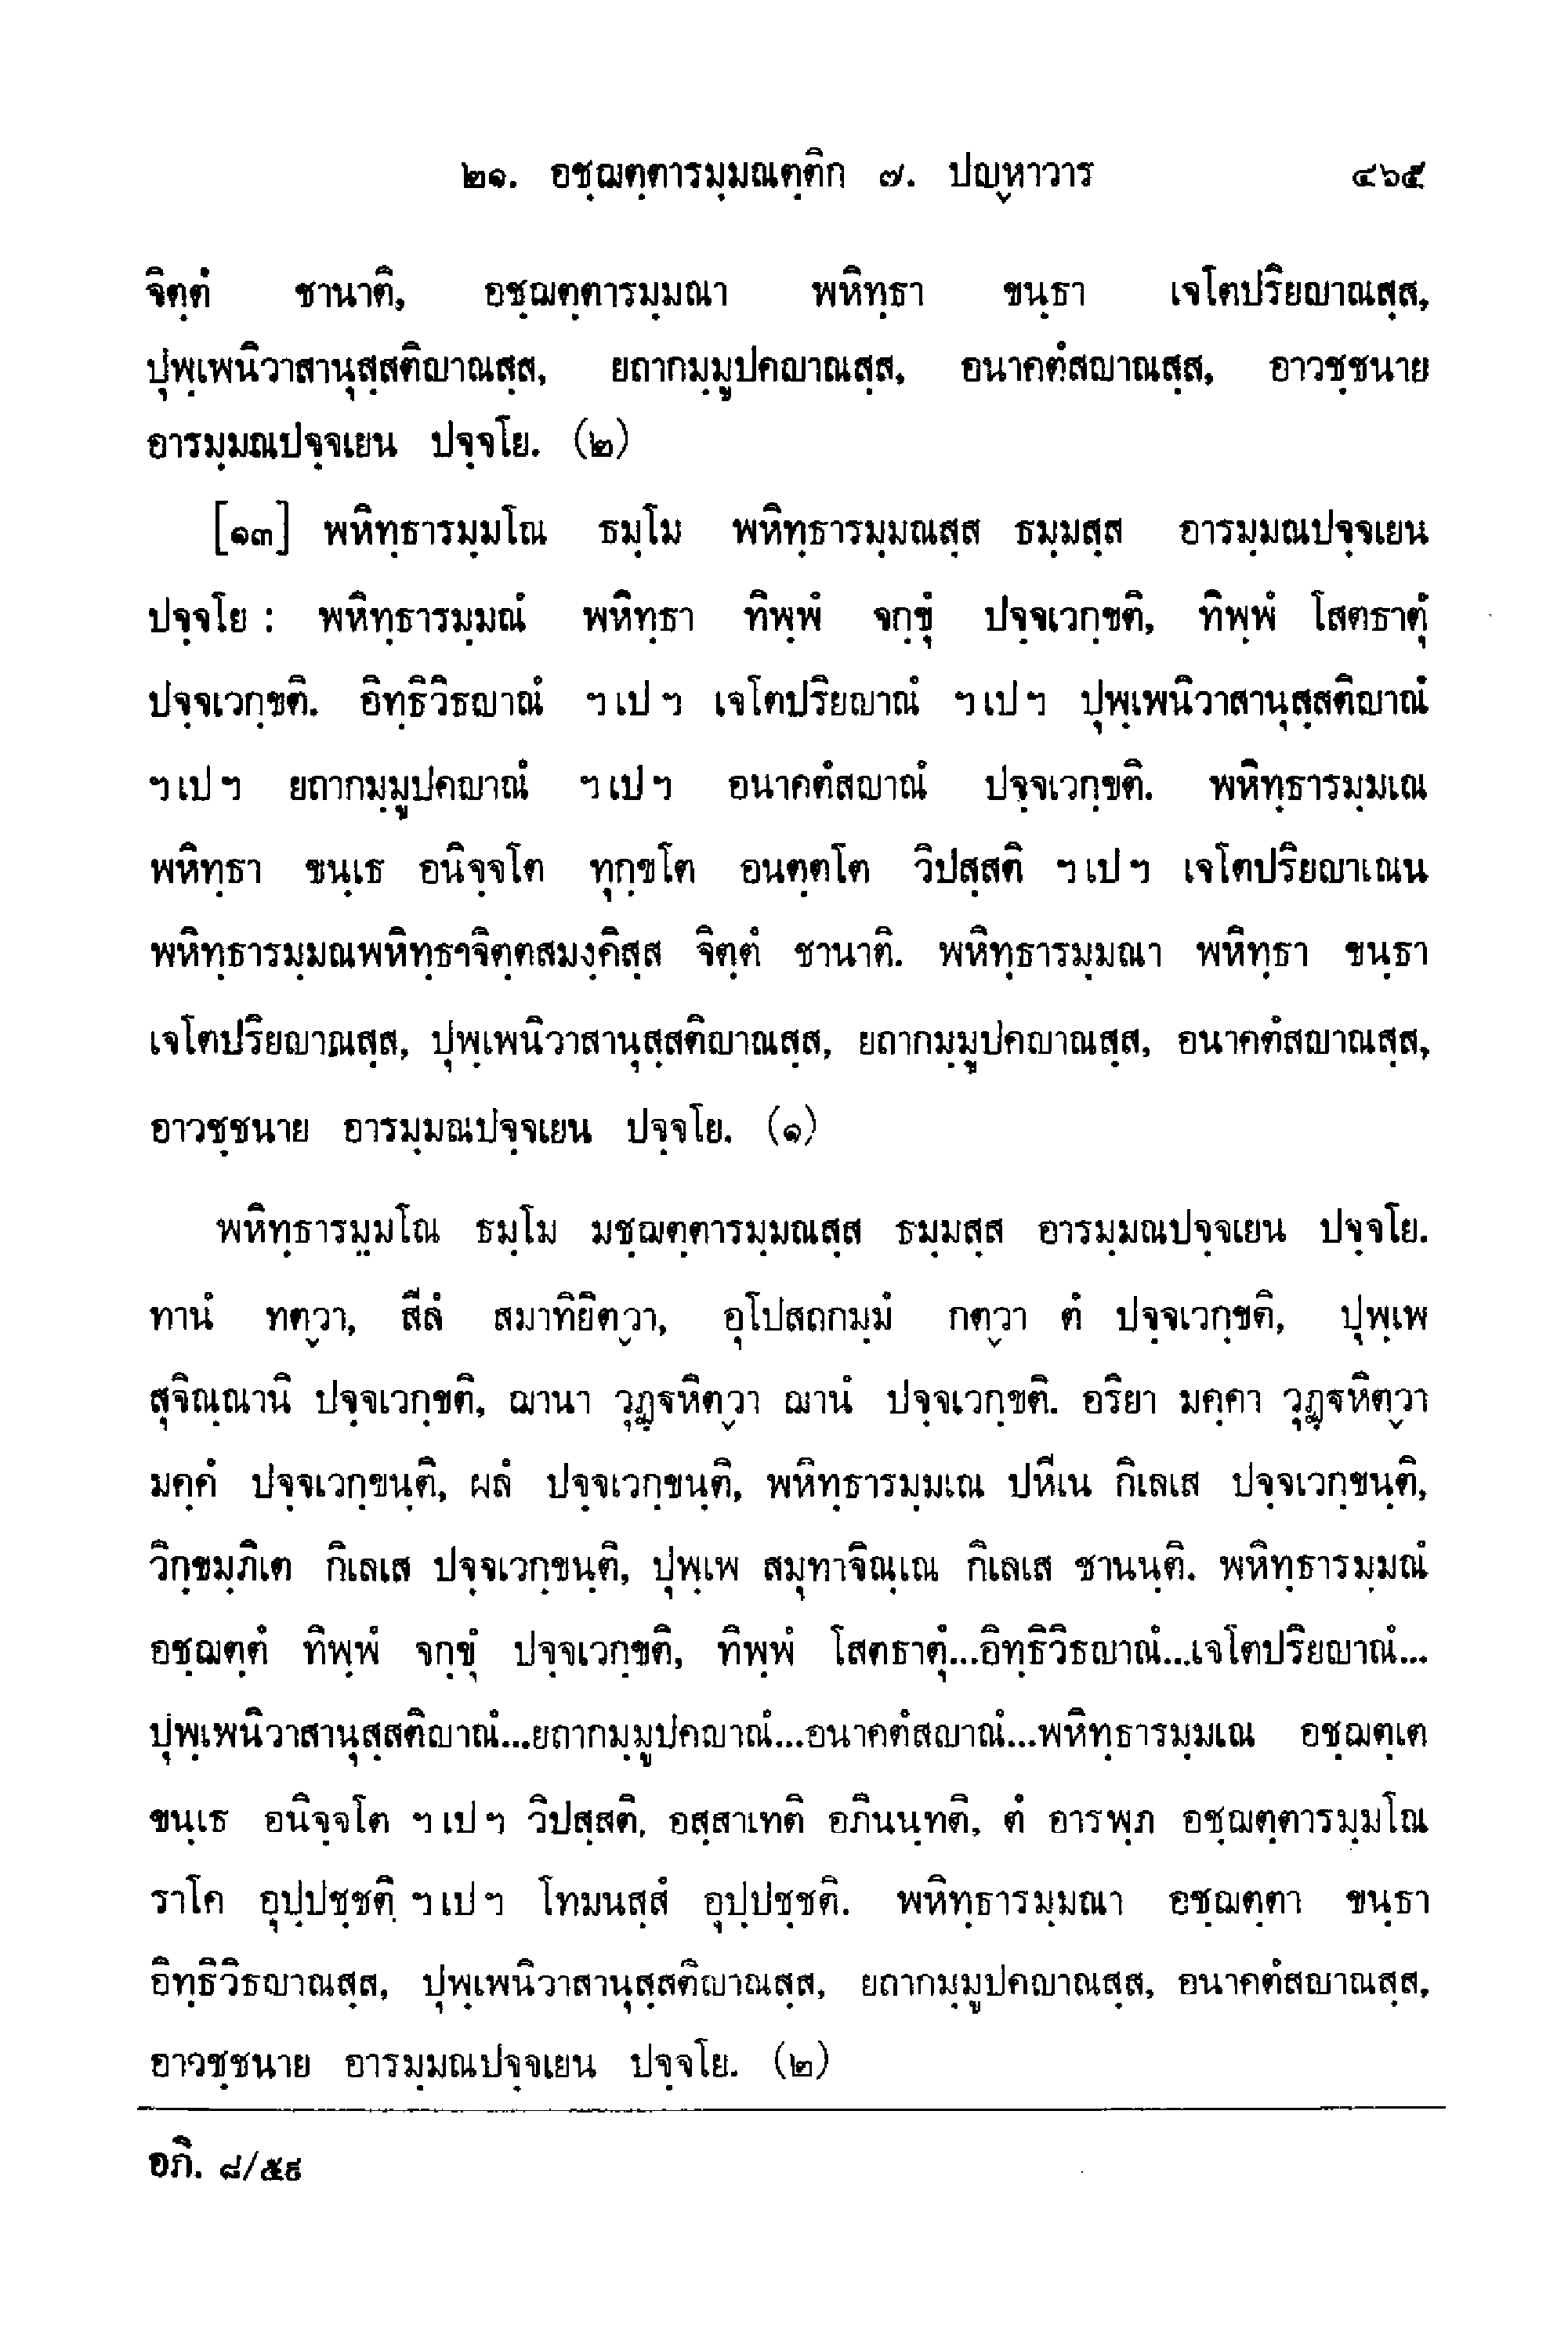 ๒๑. อชฺฌตฺตารมฺมณตฺติก ๗. ปญฺหาวาร ๔๖๕
จิตฺตํ ชานาติ, อชฺฌตฺตารมฺมณา พหิทฺธา ขนฺธา เจโตปริยญาณสฺส,
ปุพฺเพนิวาสานุสฺสติญาณสฺส, ยถากมฺมูปคญาณสฺส, อนาคตํสญาณสฺส, อาวชฺชนาย
อารมฺมณปจฺจเยน ปจฺจโย. (๒)
[๑๓] พหิทฺธารมฺมโณ ธมฺโม พหิทฺธารมฺมณสฺส ธมฺมสฺส อารมฺมณปจฺจเยน
ปจฺจโย : พหิทฺธารมฺมณํ พหิทฺธา ทิพฺพํ จกฺขุํ ปจฺจเวกฺขติ, ทิพฺพํ โสตธาตุํ
ปจฺจเวกฺขติ. อิทฺธิวิธญาณํ ฯ เป ฯ เจโตปริยญาณํ ฯ เป ฯ ปุพฺเพนิวาสานุสฺสติญาณํ
ฯ เป ฯ ยถากมฺมูปคญาณํ ฯ เป ฯ อนาคตํสญาณํ ปจฺจเวกฺขติ. พหิทฺธารมฺมเณ
พหิทฺธา ขนฺเธ อนิจฺจโต ทุกฺขโต อนตฺตโต วิปสฺสติ ฯ เป ฯ เจโตปริยญาเณน
พหิทฺธารมฺมณพหิทฺธาจิตฺตสมงฺคิสฺส จิตฺตํ ชานาติ. พหิทฺธารมฺมณา พหิทฺธา ขนฺธา
เจโตปริยญาณสฺส, ปุพฺเพนิวาสานุสฺสติญาณสฺส, ยถากมฺมูปคญาณสฺส, อนาคตํสญาณสฺส,
อาวชฺชนาย อารมฺมณปจฺจเยน ปจฺจโย. (๑)
พหิทฺธารมฺมโณ ธมฺโม มชฺฌตฺตารมฺมณสฺส ธมฺมสฺส อารมฺมณปจฺจเยน ปจฺจโย.
ทานํ ทตฺวา, สีลํ สมาทิยิตฺวา, อุโปสถกมฺมํ กตฺวา ตํ ปจฺจเวกฺขติ, ปุพฺเพ
สุจิณฺณานิ ปจฺจเวกฺขติ, ฌานา วุฏฺฐหิตฺวา ฌานํ ปจฺจเวกฺขติ. อริยา มคฺคา วุฏฺฐหิตฺวา
มคฺคํ ปจฺจเวกฺขนฺติ, ผลํ ปจฺจเวกฺขนฺติ, พหิทฺธารมฺมเณ ปหีเน กิเลเส ปจฺจเวกฺขนฺติ,
วิกฺขมฺภิเต กิเลเส ปจฺจเวกฺขนฺติ, ปุพฺเพ สมุทาจิณฺเณ กิเลเส ชานนฺติ. พหิทฺธารมฺมณํ
อชฺฌตฺตํ ทิพฺพํ จกฺขุํ ปจฺจเวกฺขติ, ทิพฺพํ โสตธาตุํ...อิทฺธิวิธญาณํ...เจโตปริยญาณํ...
ปุพฺเพนิวาสานุสฺสติญาณํ...ยถากมฺมูปคญาณํ...อนาคตํสญาณํ...พหิทฺธารมฺมเณ อชฺฌตฺเต
ขนฺเธ อนิจฺจโต ฯ เป ฯ วิปสฺสติ, อสฺสาเทติ อภินนฺทติ, ตํ อารพฺภ อชฺฌตฺตารมฺมโณ
ราโค อุปฺปชฺชติ ฯ เป ฯ โทมนสฺสํ อุปฺปชฺชติ. พหิทฺธารมฺมณา อชฺฌตฺตา ขนฺธา
อิทฺธิวิธญาณสฺส, ปุพฺเพนิวาสานุสฺสติญาณสฺส, ยถากมฺมูปคญาณสฺส, อนาคตํสญาณสฺส,
อาวชฺชนาย อารมฺมณปจฺจเยน ปจฺจโย. (๒)
อภิ. ๘/๕๙